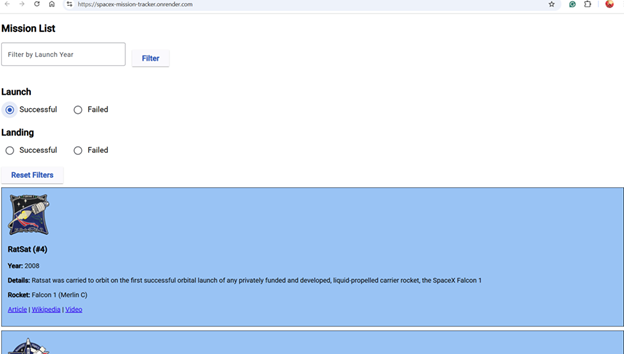 https://spacex-mission-tracker.onrender.com
Mission List
Filter by Launch Year
Filter
Launch
Successful Failed
Landing
Successful Failed
Reset Filters
RatSat (#4)
Year: 2008
Details: Ratsat was carried to orbit on the first successful orbital launch of any privately funded and developed, liquid-propelled carrier rocket, the SpaceX Falcon 1
Rocket: Falcon 1 (Merlin C)
Article | Wikipedia | Video